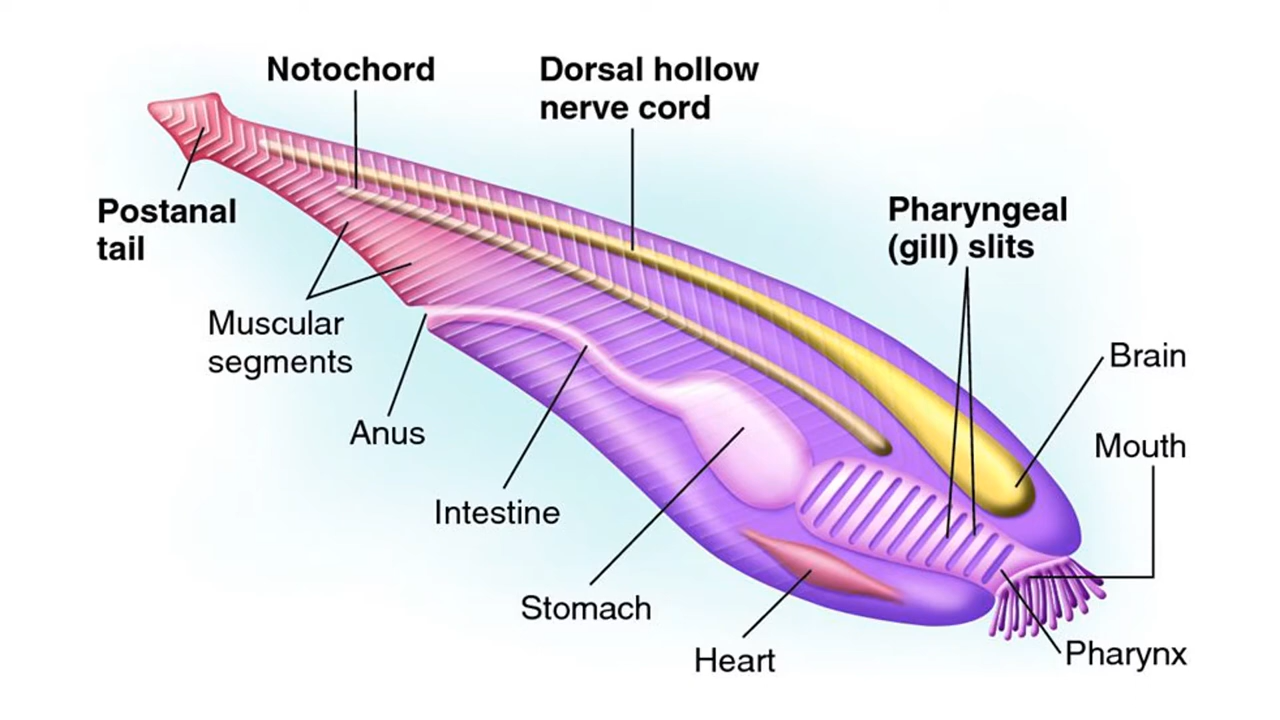 Notochord
Dorsal hollow
nerve cord
Postanal
tail
Pharyngeal
(gill) slits
Muscular
segments
Brain
Anus
Mouth
Intestine
Stomach
Heart
Pharynx